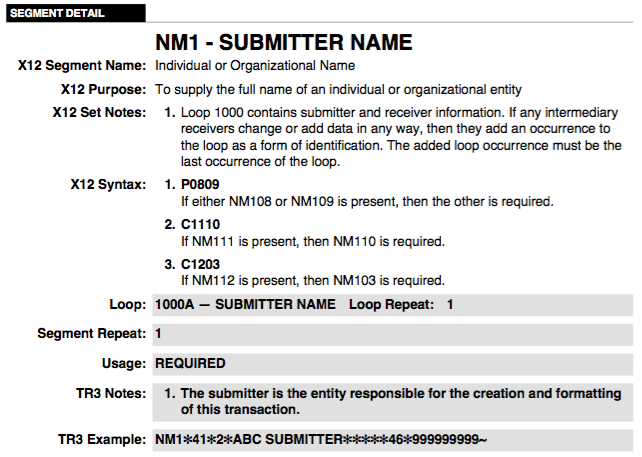 SEGMENT DETAIL
NM1 - SUBMITTER NAME
X12 Segment Name: Individual or Organizational Name
X12 Purpose: To supply the full name of an individual or organizational entity
X12 Set Notes: 1. Loop 1000 contains submitter and receiver information. If any intermediary
receivers change or add data in any way, then they add an occurrence to
the loop as a form of identification. The added loop occurrence must be the
last occurrence of the loop.
X12 Syntax: 1. P0809
If either NM108 or NM109 is present, then the other is required.
2. C1110
If NM111 is present, then NM110 is required.
3. C1203
If NM112 is present, then NM103 is required.
Loop: 1000A — SUBMITTER NAME Loop Repeat: 1
Segment Repeat: 1
Usage: REQUIRED
TR3 Notes: 1. The submitter is the entity responsible for the creation and formatting
of this transaction.
TR3 Example: NM1✻41✻2✻ABC SUBMITTER✻✻✻✻✻46✻999999999~